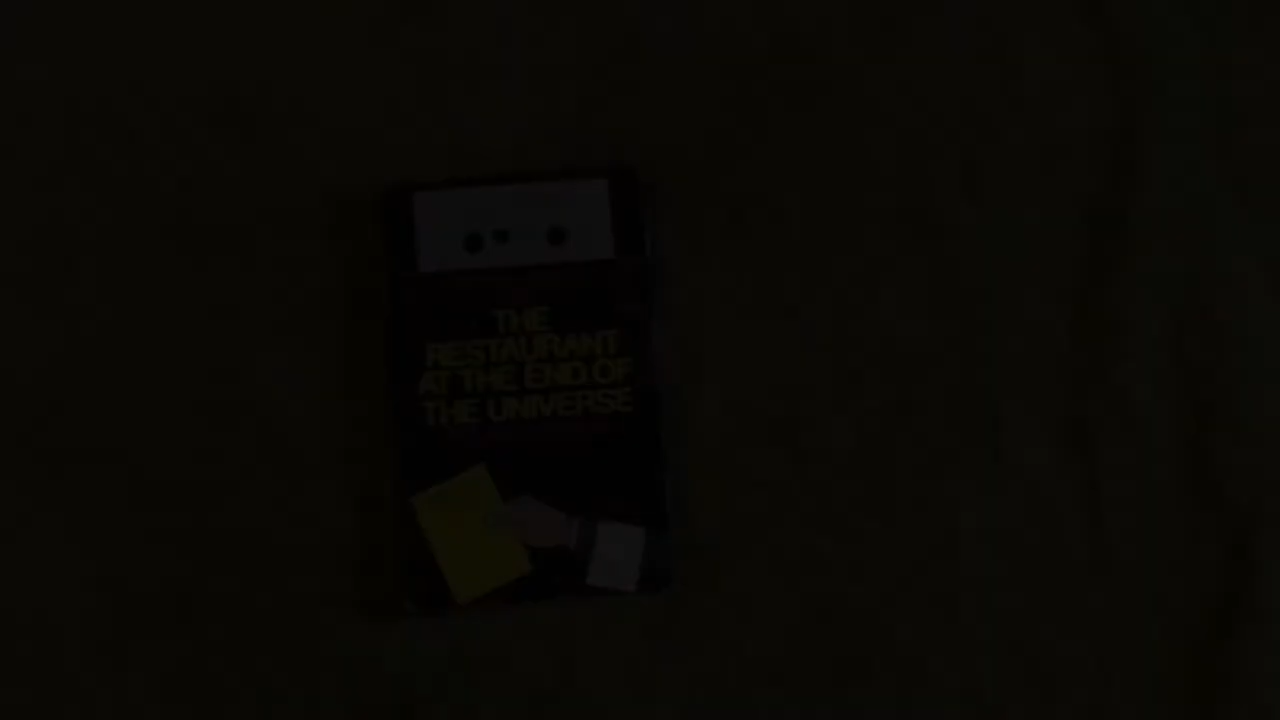 THE
RESTAURANT
AT THE END OF
THE UNIVERSE